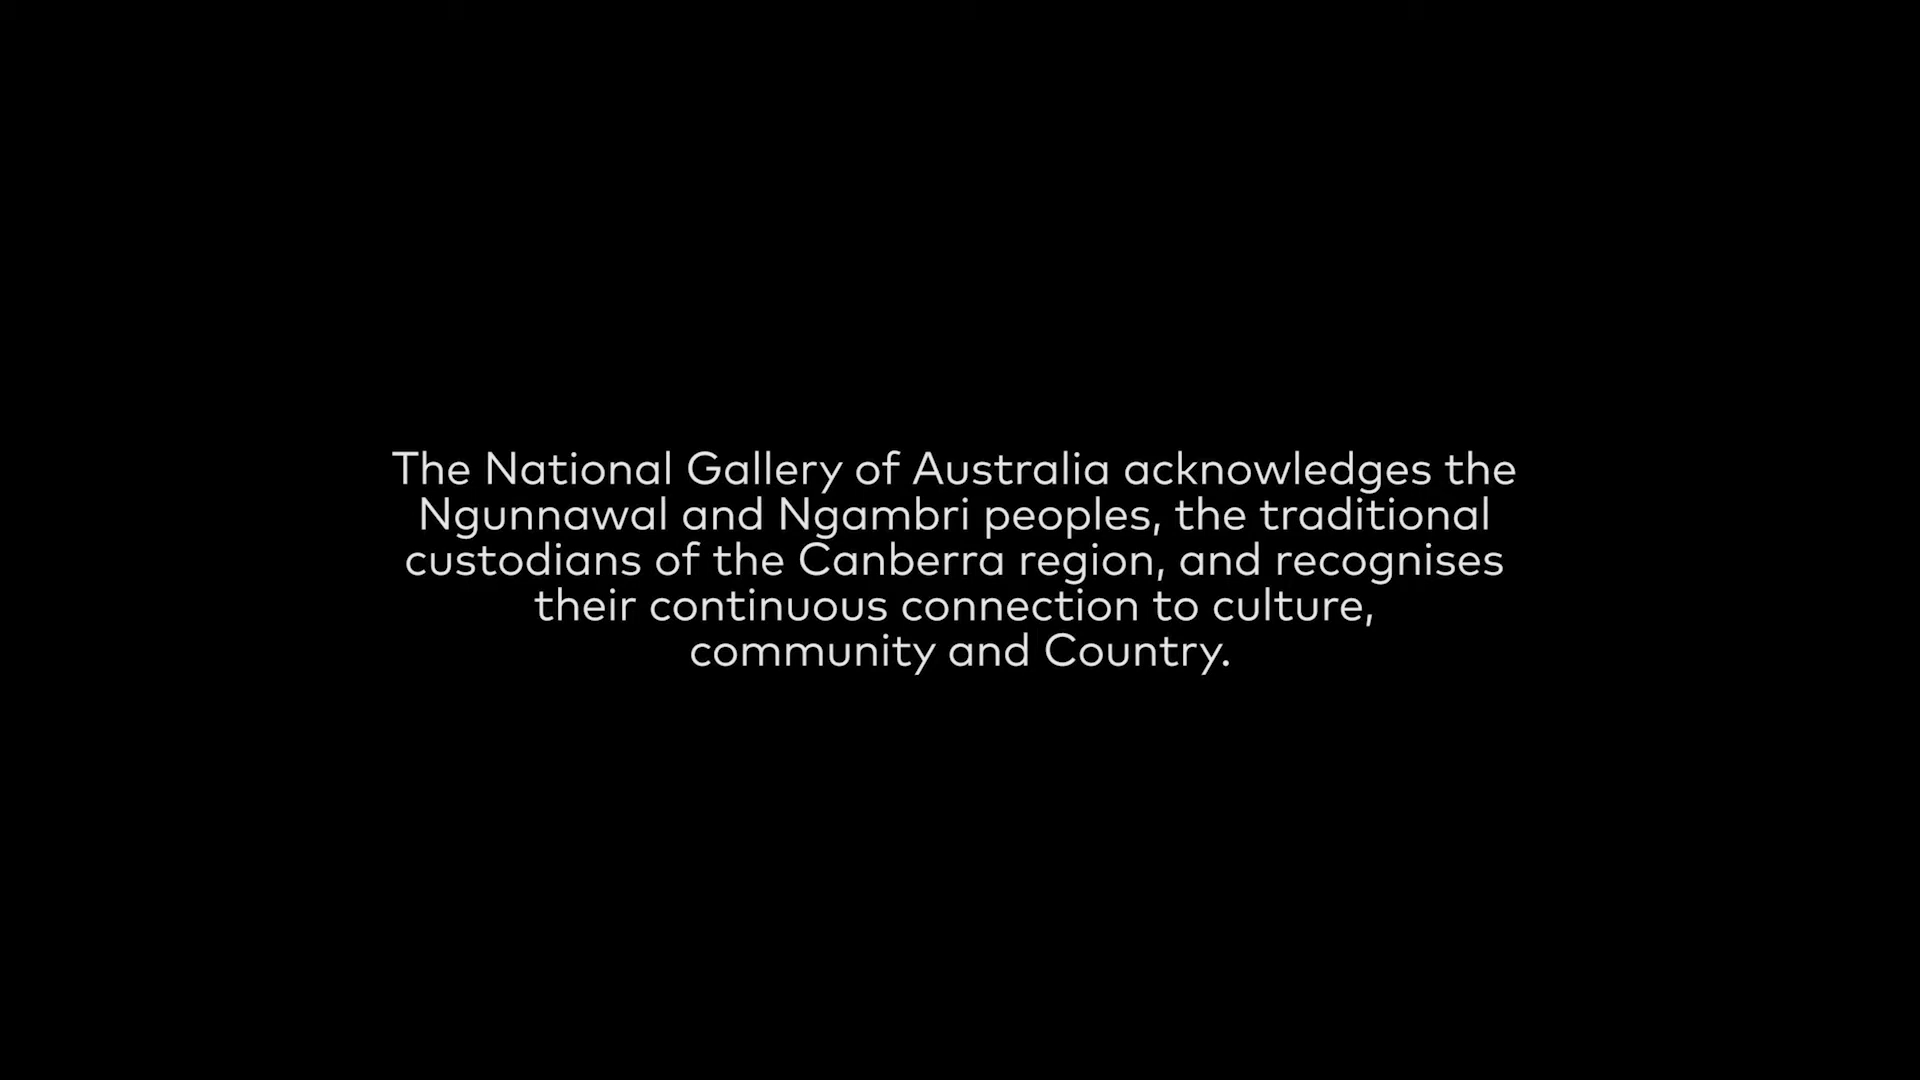 The National Gallery of Australia acknowledges the
Ngunnawal and Ngambri peoples, the traditional
custodians of the Canberra region, and recognises
their continuous connection to culture,
community and Country.